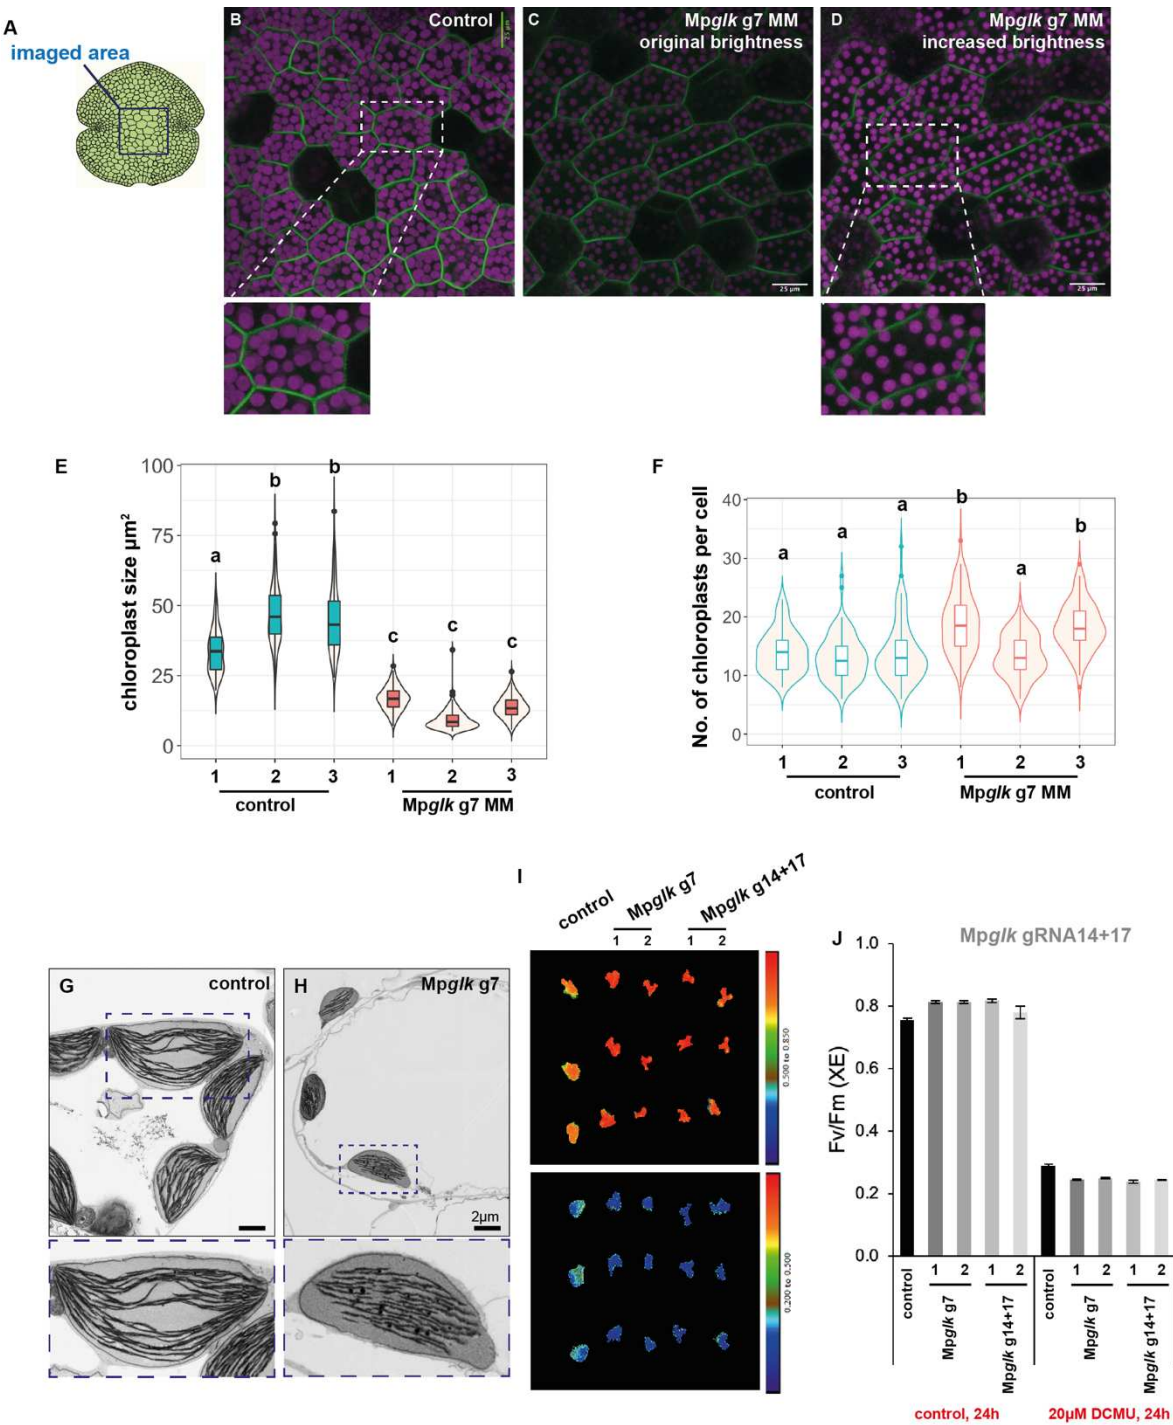 A
imaged area
B
Control
25 µm
C
Mpglk g7 MM
original brightness
25 µm
D
Mpglk g7 MM
increased brightness
25 µm
E
chloroplast size µm²
100
75
50
25
0
a
b
b
c
c
c
1 2 3 1 2 3
control
Mpglk g7 MM
F
No. of chloroplasts per cell
40
30
20
10
0
a
a
a
b
a
b
1 2 3 1 2 3
control
Mpglk g7 MM
G
control
H
Mpglk g7
2µm
I
control
Mpglk g7
Mpglk g14+17
1 2 1 2
0.500 to 0.850
0.200 to 0.500
J
Mpglk gRNA14+17
Fv/Fm (XE)
1.0
0.8
0.6
0.4
0.2
0.0
control
1 2
Mpglk g7
1 2
Mpglk g14+17
control
1 2
Mpglk g7
1 2
Mpglk g14+17
control, 24h
20µM DCMU, 24h